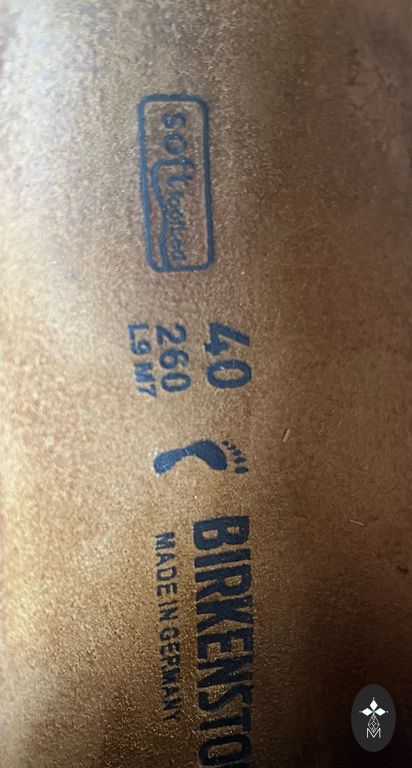 soft
footbed
40
260
L9 M7
BIRKENSTO
MADE IN GERMANY
M